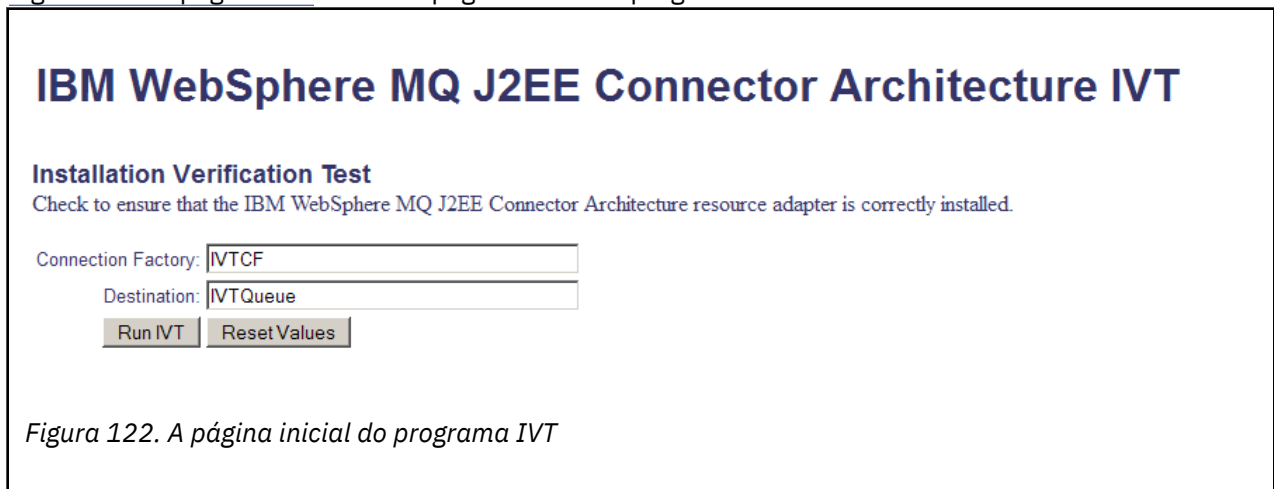 IBM WebSphere MQ J2EE Connector Architecture IVT
Installation Verification Test
Check to ensure that the IBM WebSphere MQ J2EE Connector Architecture resource adapter is correctly installed.
Connection Factory: IVTCF
Destination: IVTQueue
Run IVT Reset Values
Figura 122. A página inicial do programa IVT